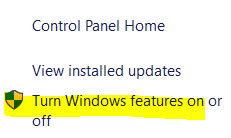 Control Panel Home
View installed updates
Turn Windows features on or
off